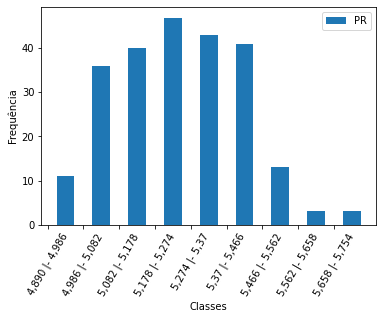 PR
Frequência
40
30
20
10
0
4,890 |- 4,986
4,986 |- 5,082
5,082 |- 5,178
5,178 |- 5,274
5,274 |- 5,37
5,37 |- 5,466
5,466 |- 5,562
5,562 |- 5,658
5,658 |- 5,754
Classes